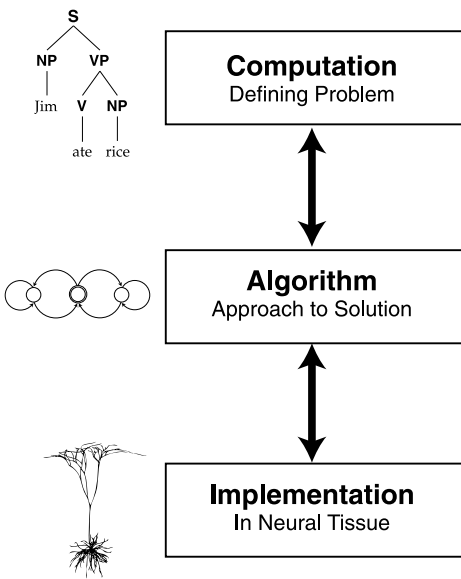 S
NP VP
Jim V NP
ate rice
Computation
Defining Problem
Algorithm
Approach to Solution
Implementation
In Neural Tissue